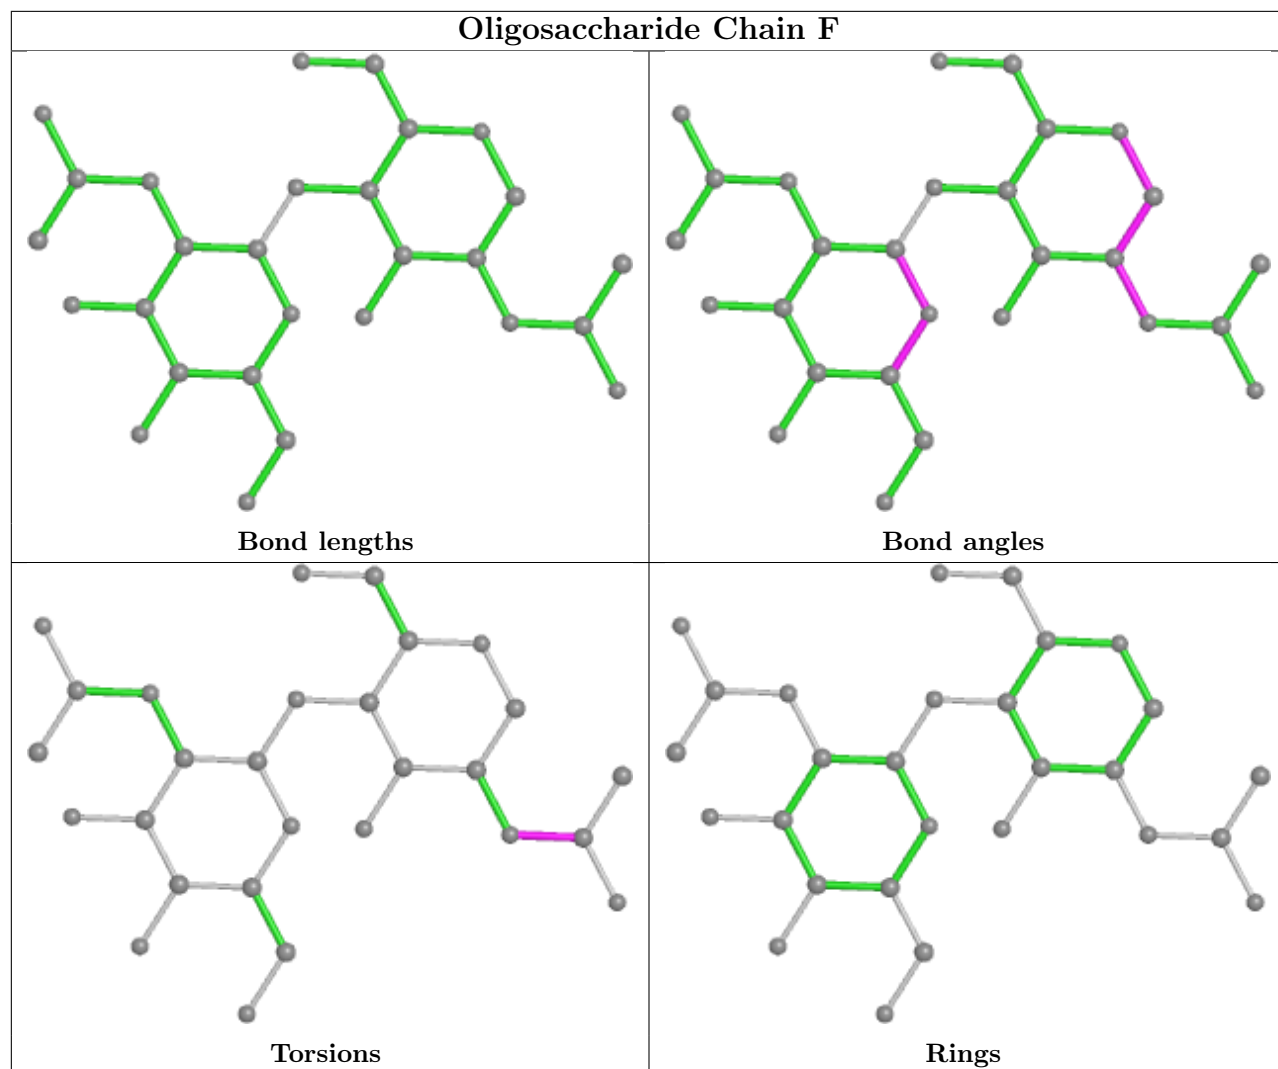 Oligosaccharide Chain F
Bond lengths
Bond angles
Torsions
Rings